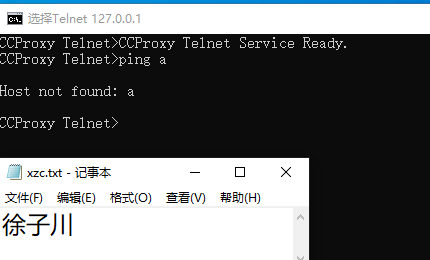 选择Telnet 127.0.0.1
CCProxy Telnet>CCProxy Telnet Service Ready.
CCProxy Telnet>ping a
Host not found: a
CCProxy Telnet>
xzc.txt - 记事本
文件(F) 编辑(E) 格式(O) 查看(V) 帮助(H)
徐子川